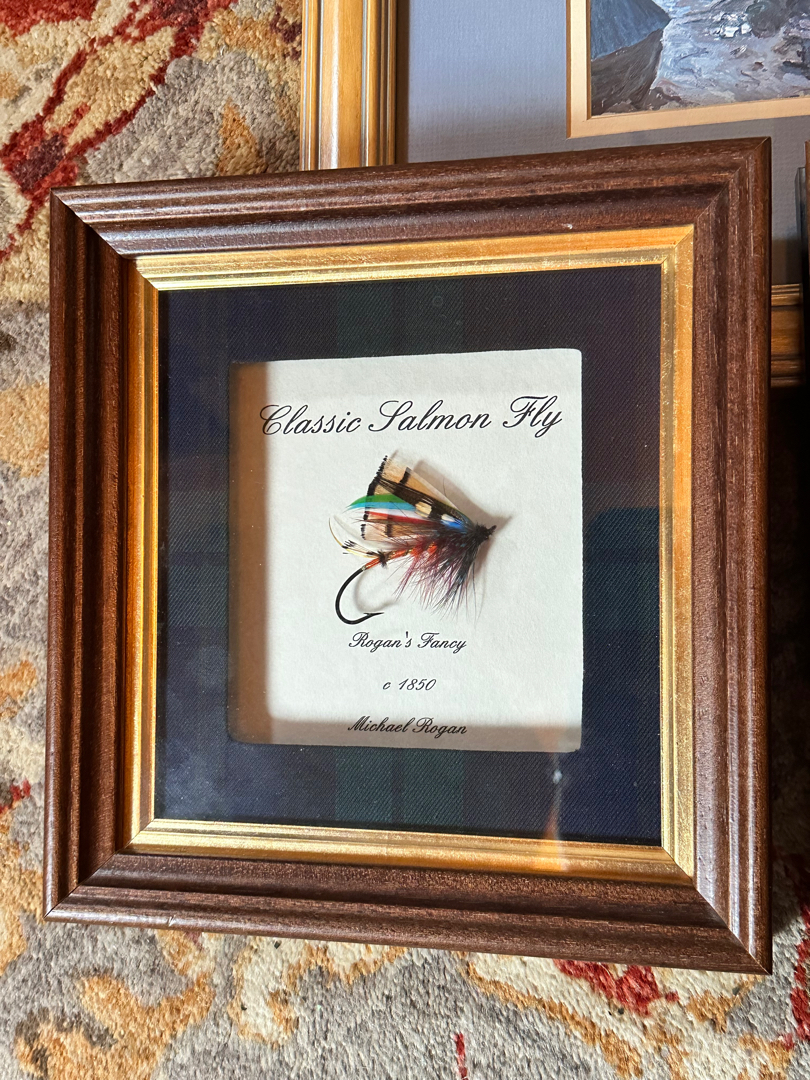 Classic Salmon Fly
Rogan's Fancy
c 1850
Michael Rogan